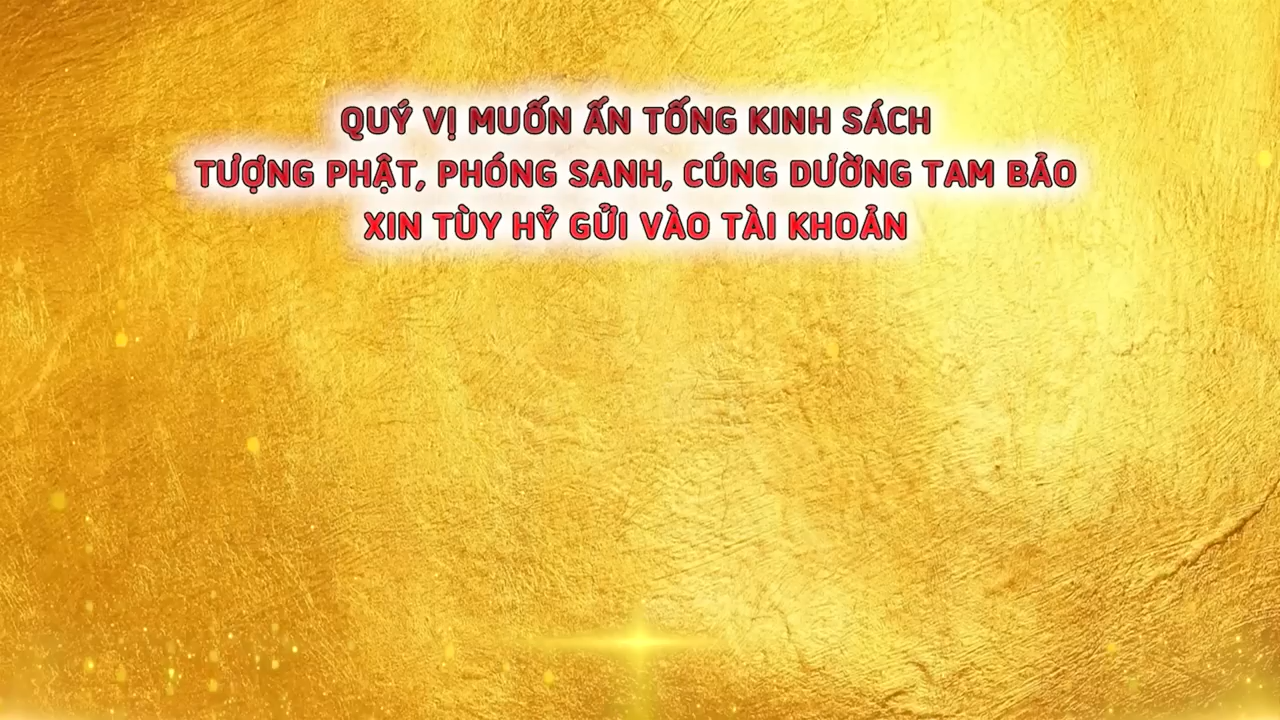 QUÝ VỊ MUỐN ẤN TỐNG KINH SÁCH
TƯỢNG PHẬT, PHÓNG SANH, CÚNG DƯỜNG TAM BẢO
XIN TÙY HỶ GỬI VÀO TÀI KHOẢN